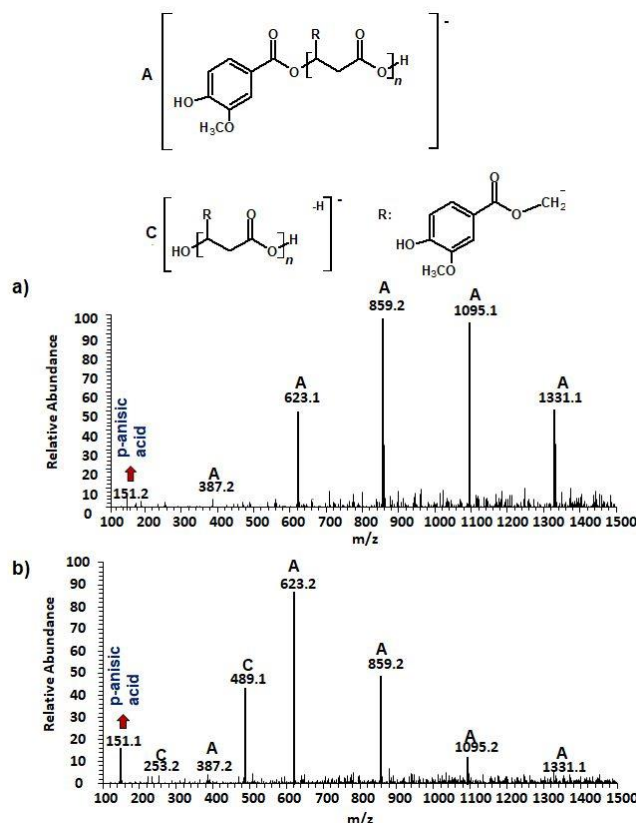 A
R
O
O
O
O
n
H
HO
H₃CO
-
C
HO
R
O
O
n
H
-H
-
R:
O
O
CH₂⁻
HO
H₃CO
a)
Relative Abundance
100
90
80
70
60
50
40
30
20
10
0
p-anisic
acid
151.2
A
387.2
A
623.1
A
859.2
A
1095.1
A
1331.1
100 200 300 400 500 600 700 800 900 1000 1100 1200 1300 1400 1500
m/z
b)
Relative Abundance
100
90
80
70
60
50
40
30
20
10
0
p-anisic
acid
151.1
C
253.2
A
387.2
C
489.1
A
623.2
A
859.2
A
1095.2
A
1331.1
100 200 300 400 500 600 700 800 900 1000 1100 1200 1300 1400 1500
m/z